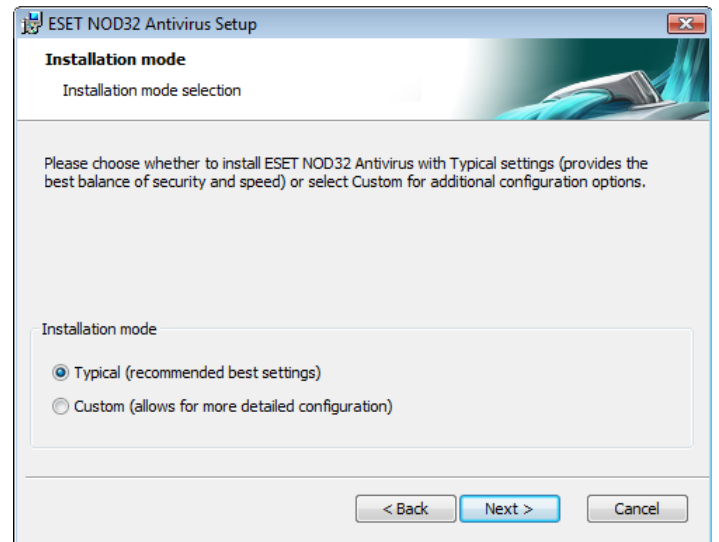 ESET NOD32 Antivirus Setup
Installation mode
Installation mode selection
Please choose whether to install ESET NOD32 Antivirus with Typical settings (provides the
best balance of security and speed) or select Custom for additional configuration options.
Installation mode
Typical (recommended best settings)
Custom (allows for more detailed configuration)
< Back Next > Cancel